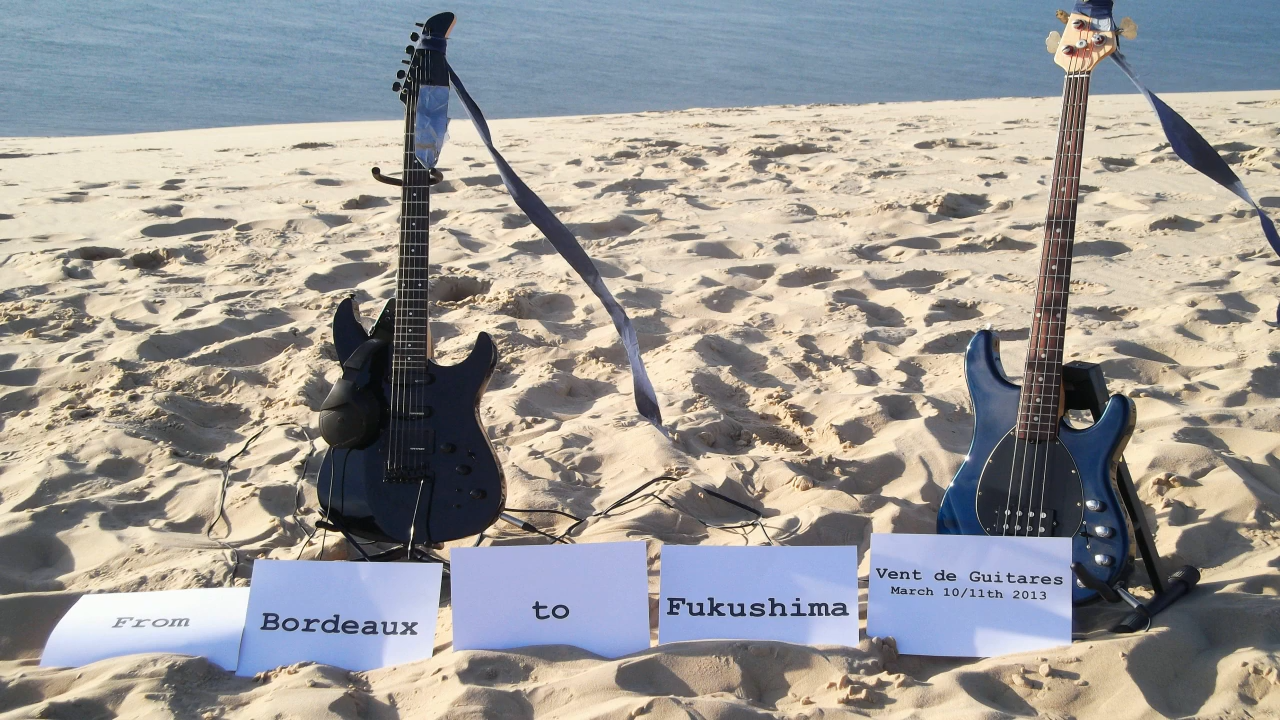 From
Bordeaux
to
Fukushima
Vent de Guitares
March 10/11th 2013